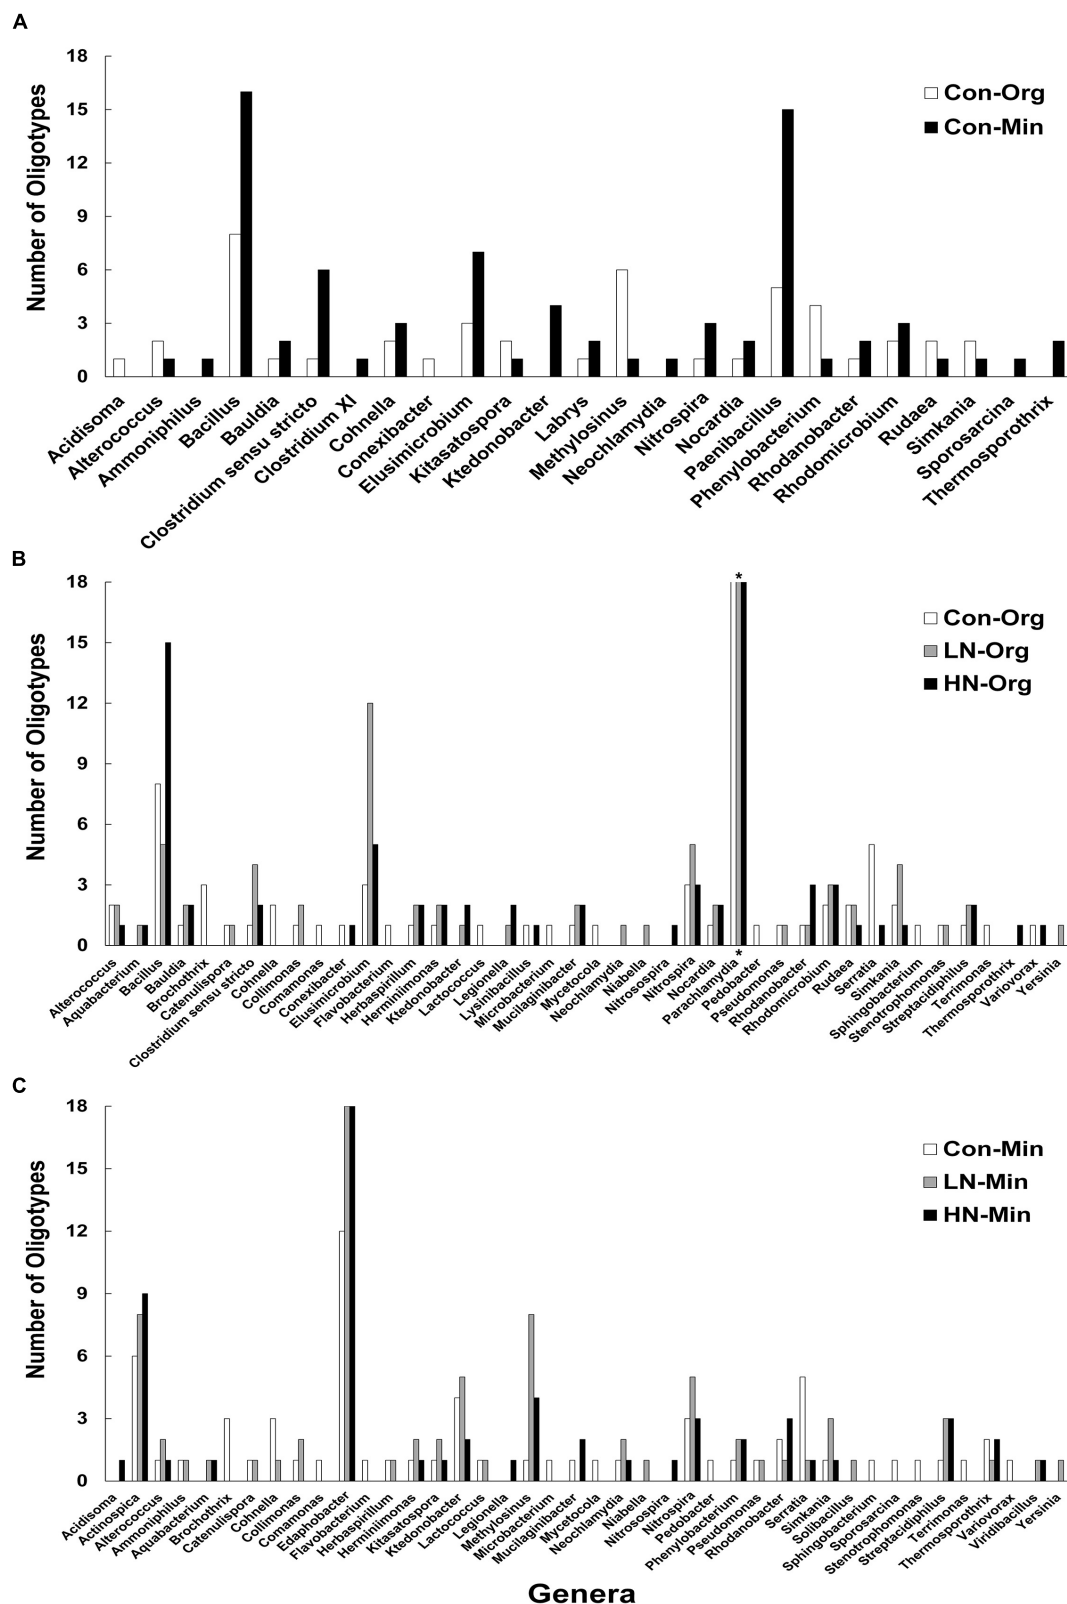 A
18
15
12
9
6
3
0
Number of Oligotypes
Con-Org
Con-Min
Acidisoma
Alterococcus
Ammoniphilus
Bacillus
Bauldia
Clostridium sensu stricto
Clostridium XI
Cohnella
Conexibacter
Elusimicrobium
Kitasatospora
Ktedonobacter
Labrys
Methylosinus
Neochlamydia
Nitrospira
Nocardia
Paenibacillus
Phenylobacterium
Rhodanobacter
Rhodomicrobium
Rudaea
Simkania
Sporosarcina
Thermosporothrix
B
18
15
12
9
6
3
0
Number of Oligotypes
*
Con-Org
LN-Org
HN-Org
Alterococcus
Aquabacterium
Bacillus
Bauldia
Brochothrix
Catenulispora
Clostridium sensu stricto
Cohnella
Collimonas
Comamonas
Conexibacter
Elusimicrobium
Flavobacterium
Herbaspirillum
Herminiimonas
Ktedonobacter
Lactococcus
Legionella
Lysinibacillus
Microbacterium
Mucilaginibacter
Mycetocola
Neochlamydia
Niabella
Nitrosospira
Nitrospira
Nocardia
Parachlamydia *
Pedobacter
Pseudomonas
Rhodanobacter
Rhodomicrobium
Rudaea
Serratia
Simkania
Sphingobacterium
Stenotrophomonas
Streptacidiphilus
Terrimonas
Thermosporothrix
Variovorax
Yersinia
C
18
15
12
9
6
3
0
Number of Oligotypes
Con-Min
LN-Min
HN-Min
Acidisoma
Actinospica
Alterococcus
Ammoniphilus
Aquabacterium
Brochothrix
Catenulispora
Cohnella
Collimonas
Comamonas
Edaphobacter
Flavobacterium
Herbaspirillum
Herminiimonas
Kitasatospora
Ktedonobacter
Lactococcus
Legionella
Methylosinus
Microbacterium
Mucilaginibacter
Mycetocola
Neochlamydia
Niabella
Nitrosospira
Nitrospira
Pedobacter
Phenylobacterium
Pseudomonas
Rhodanobacter
Serratia
Simkania
Solibacillus
Sphingobacterium
Sporosarcina
Stenotrophomonas
Streptacidiphilus
Terrimonas
Thermosporothrix
Variovorax
Viridibacillus
Yersinia
Genera